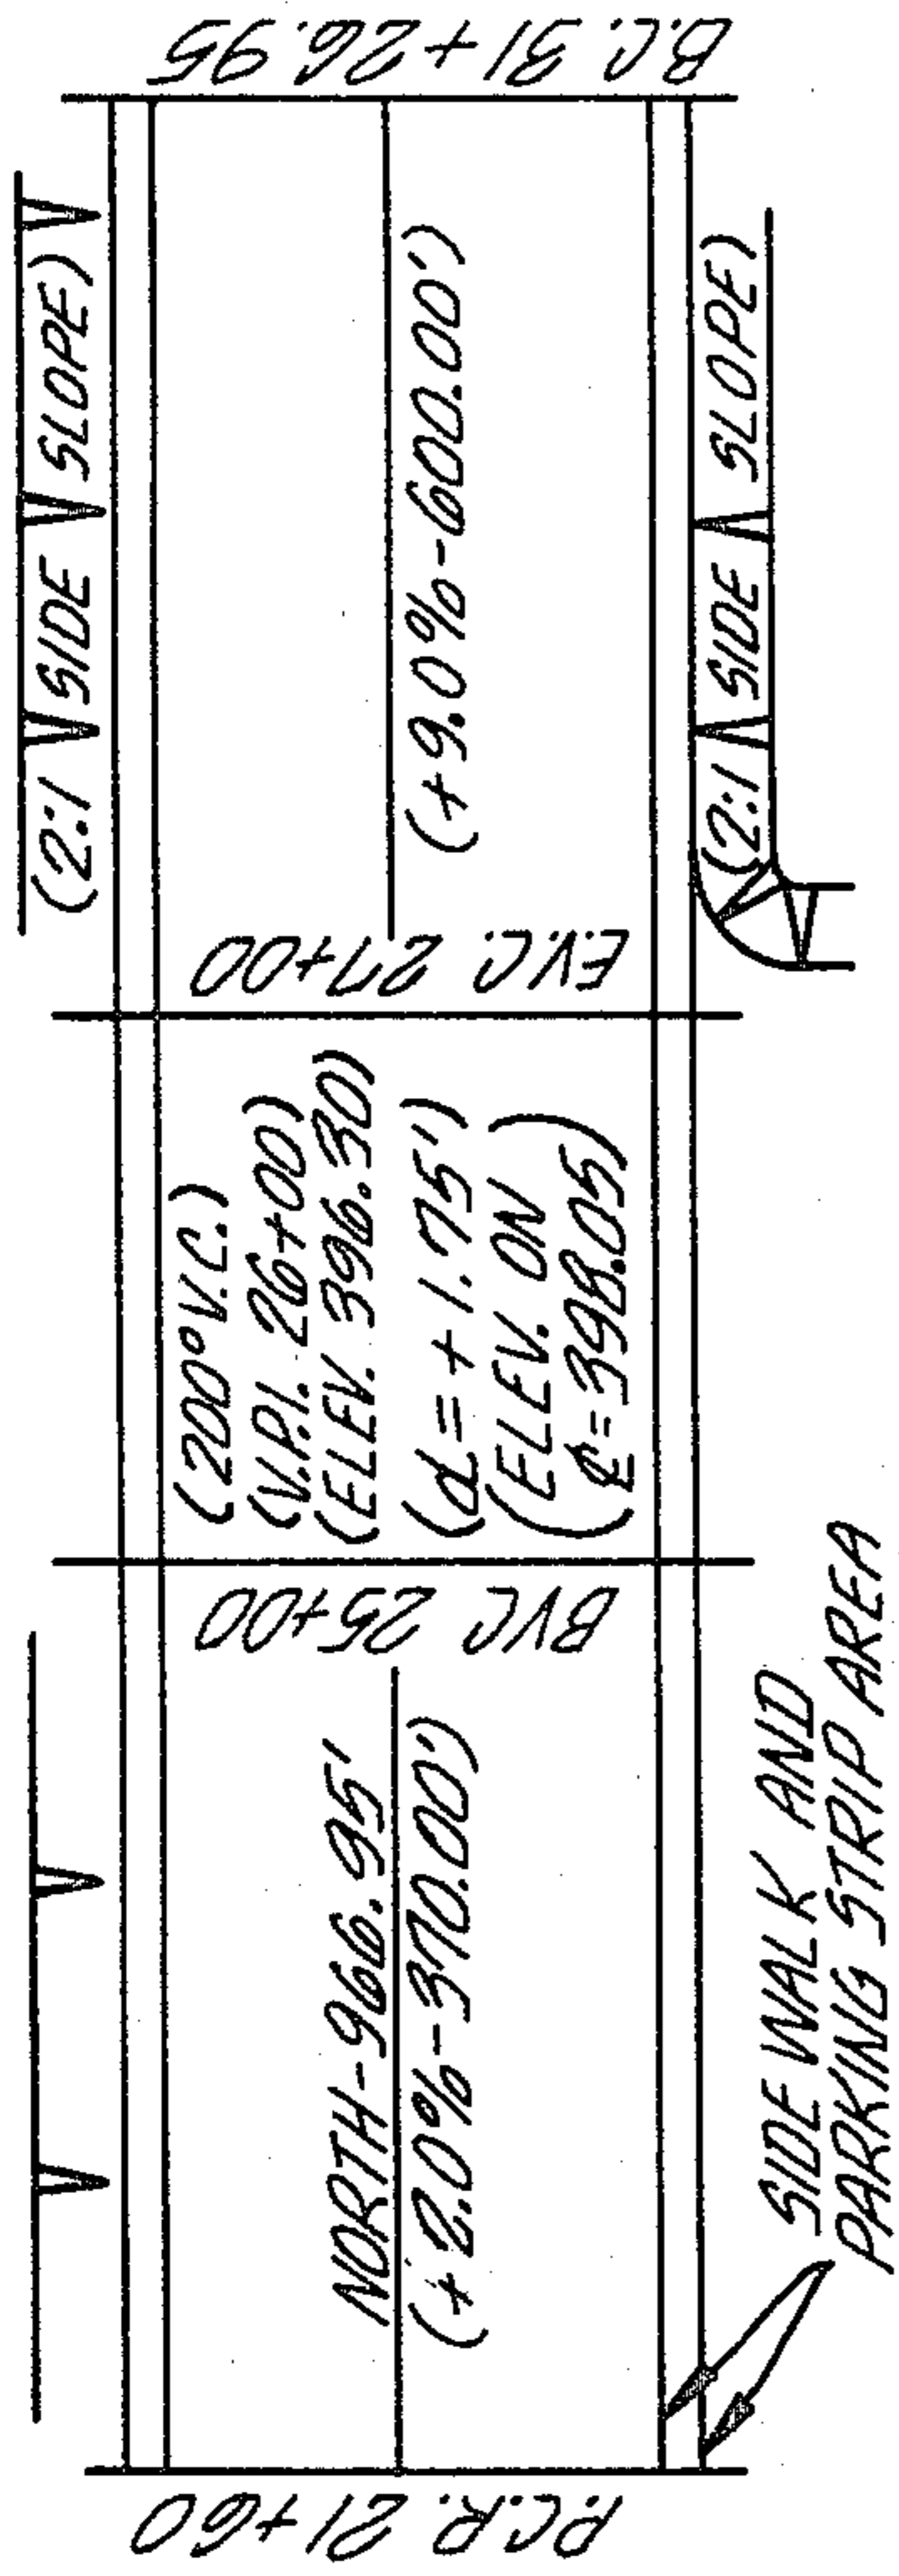 (2:1 SIDE SLOPE)
P.C.R. 21+60
NORTH-966.95'
(+2.0%-370.00')
BVC 25+00
(200° V.C.)
(V.P.I. 26+00)
(ELEV. 396.30)
(d=+1.75')
(ELEV. ON
℄=398.05)
E.V.C. 27+00
(+9.0%-600.00')
B.C. 31+26.95
(2:1 SIDE SLOPE)
SIDE WALK AND
PARKING STRIP AREA